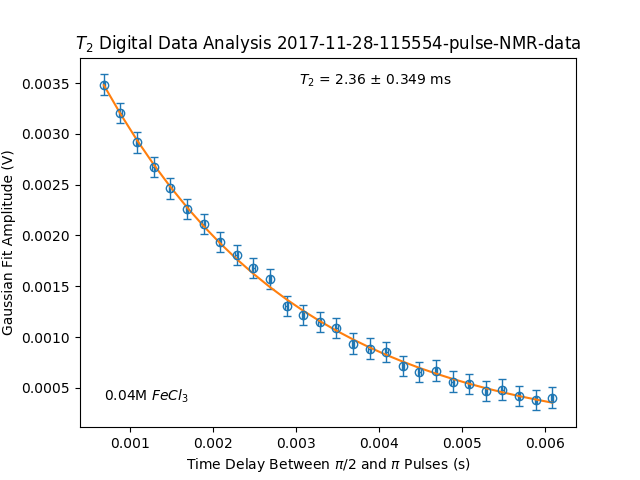 T₂ Digital Data Analysis 2017-11-28-115554-pulse-NMR-data
T₂ = 2.36 ± 0.349 ms
Gaussian Fit Amplitude (V)
0.0035
0.0030
0.0025
0.0020
0.0015
0.0010
0.0005
0.04M FeCl₃
0.001 0.002 0.003 0.004 0.005 0.006
Time Delay Between π/2 and π Pulses (s)